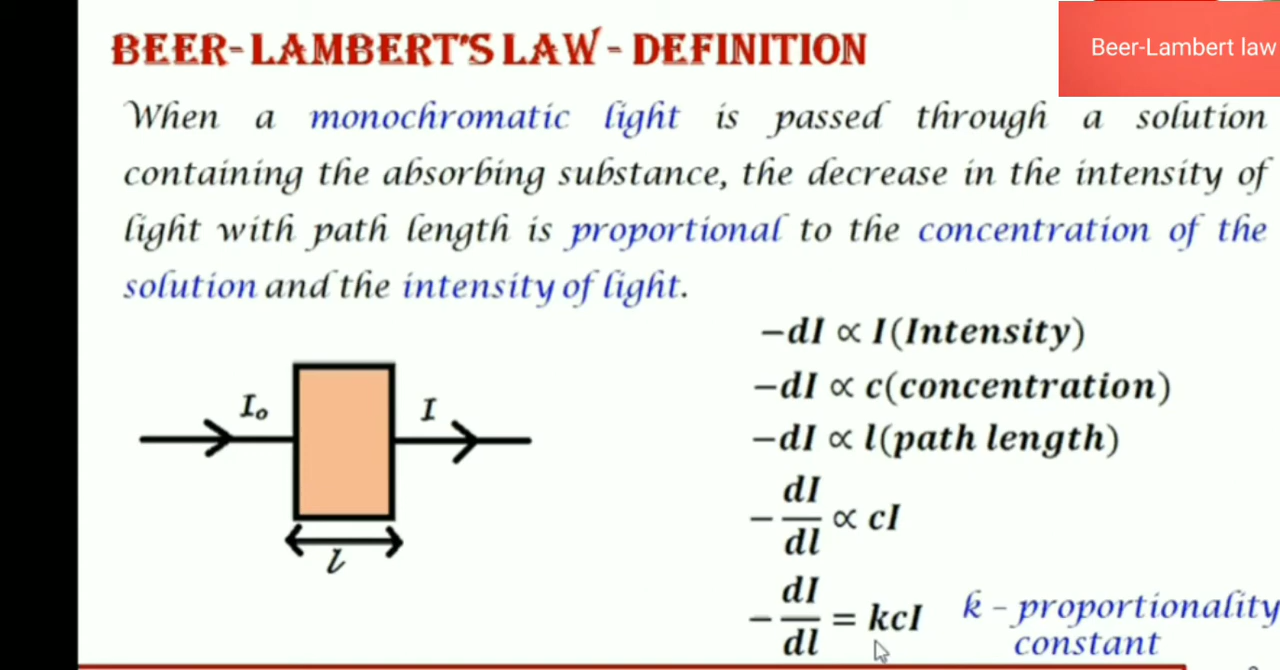 BEER-LAMBERT'S LAW - DEFINITION
Beer-Lambert law
When a monochromatic light is passed through a solution
containing the absorbing substance, the decrease in the intensity of
light with path length is proportional to the concentration of the
solution and the intensity of light.
−dI ∝ I(Intensity)
−dI ∝ c(concentration)
−dI ∝ l(path length)
−dI/dl ∝ cI
−dI/dl = kcI
k - proportionality
constant
I₀
I
l